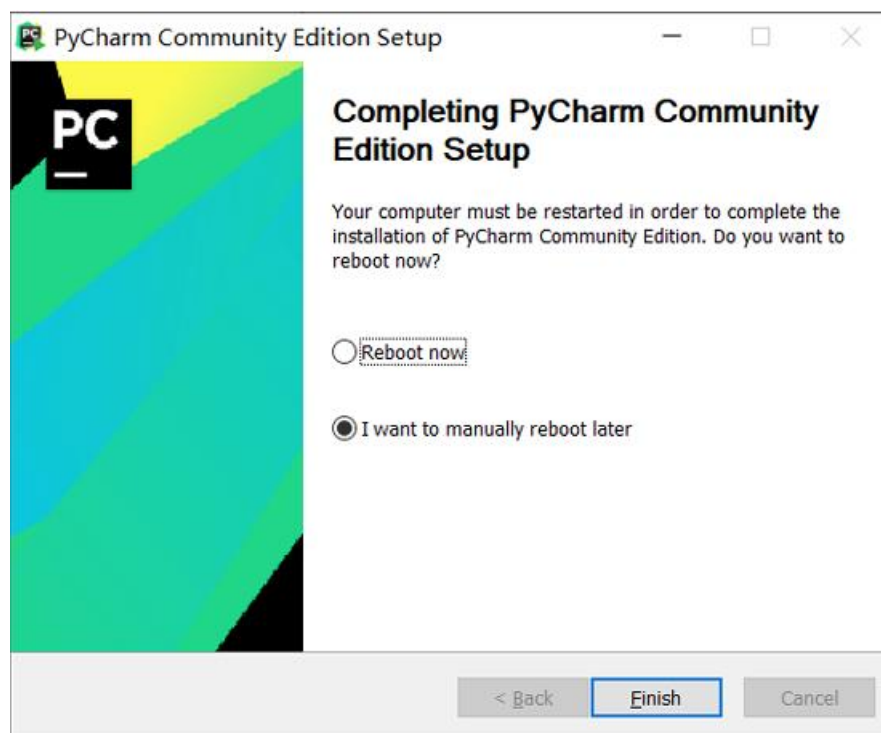 PyCharm Community Edition Setup
PC
Completing PyCharm Community
Edition Setup
Your computer must be restarted in order to complete the
installation of PyCharm Community Edition. Do you want to
reboot now?
Reboot now
I want to manually reboot later
< Back Finish Cancel